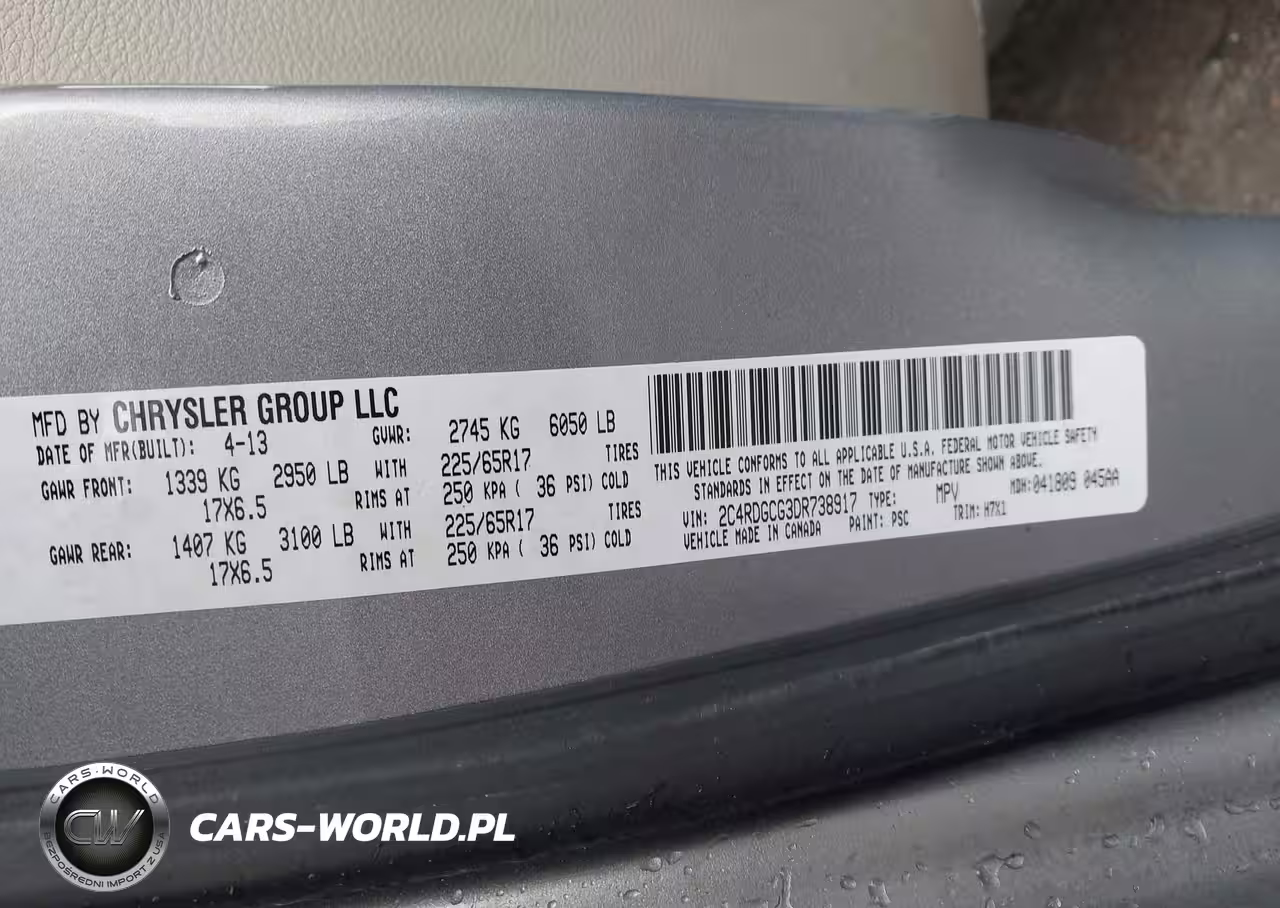 MFD BY CHRYSLER GROUP LLC
DATE OF MFR(BUILT): 4-13 GVWR: 2745 KG 6050 LB
GAWR FRONT: 1339 KG 2950 LB WITH 225/65R17 TIRES
17X6.5 RIMS AT 250 KPA ( 36 PSI) COLD
GAWR REAR: 1407 KG 3100 LB WITH 225/65R17 TIRES
17X6.5 RIMS AT 250 KPA ( 36 PSI) COLD
THIS VEHICLE CONFORMS TO ALL APPLICABLE U.S.A. FEDERAL MOTOR VEHICLE SAFETY
STANDARDS IN EFFECT ON THE DATE OF MANUFACTURE SHOWN ABOVE.
VIN: 2C4RDGCG3DR738917 TYPE: MPV MDH:041809 045AA
VEHICLE MADE IN CANADA PAINT: PSC TRIM: H7X1
CARS-WORLD
CW
BEZPOŚREDNI IMPORT Z USA
CARS-WORLD.PL